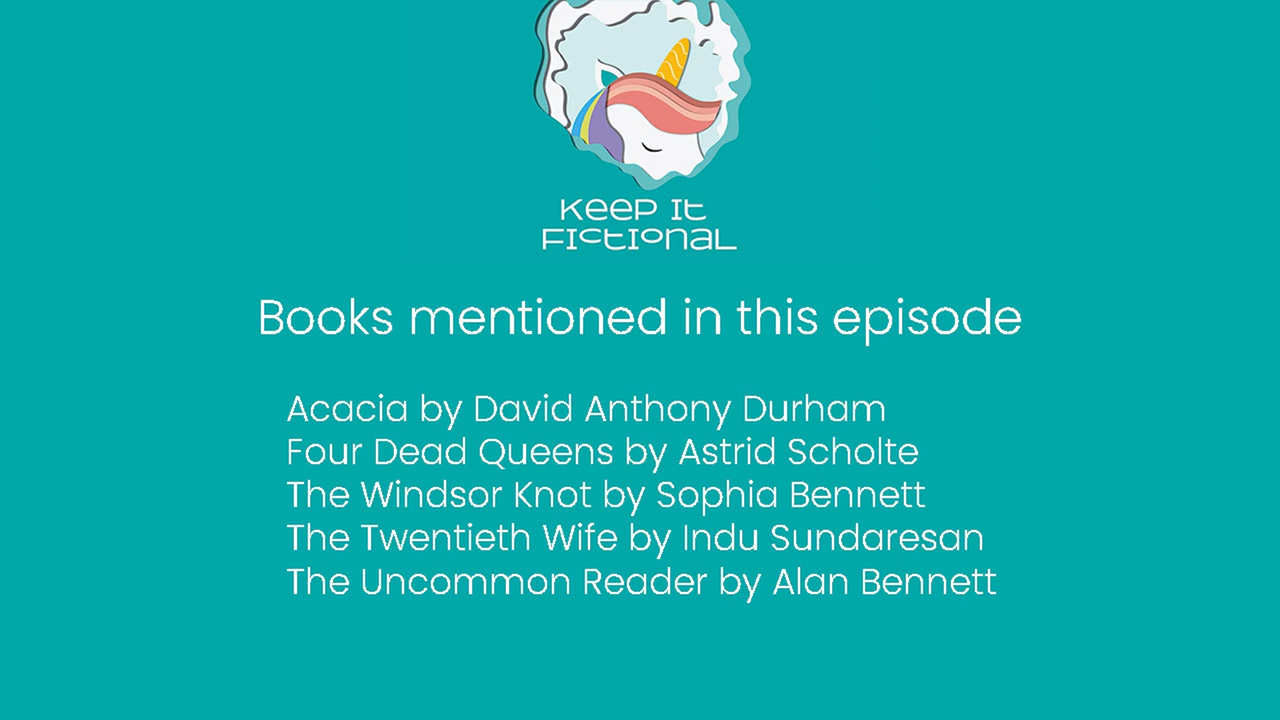 Keep It
Fictional
Books mentioned in this episode
Acacia by David Anthony Durham
Four Dead Queens by Astrid Scholte
The Windsor Knot by Sophia Bennett
The Twentieth Wife by Indu Sundaresan
The Uncommon Reader by Alan Bennett